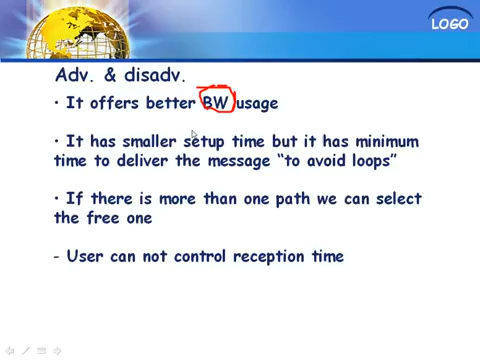 LOGO
Adv. & disadv.
• It offers better BW usage
• It has smaller setup time but it has minimum
time to deliver the message “to avoid loops”
• If there is more than one path we can select
the free one
- User can not control reception time